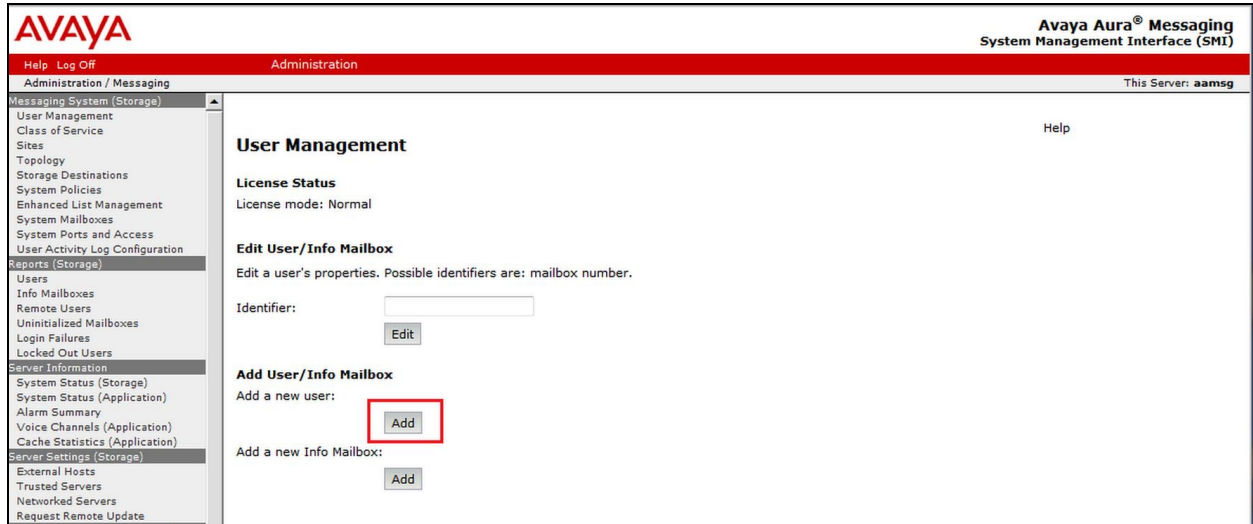 AVAYA
Avaya Aura® Messaging
System Management Interface (SMI)
Help Log Off
Administration
Administration / Messaging
This Server: aamsg
Messaging System (Storage)
User Management
Class of Service
Sites
Topology
Storage Destinations
System Policies
Enhanced List Management
System Mailboxes
System Ports and Access
User Activity Log Configuration
Reports (Storage)
Users
Info Mailboxes
Remote Users
Uninitialized Mailboxes
Login Failures
Locked Out Users
Server Information
System Status (Storage)
System Status (Application)
Alarm Summary
Voice Channels (Application)
Cache Statistics (Application)
Server Settings (Storage)
External Hosts
Trusted Servers
Networked Servers
Request Remote Update
Help
User Management
License Status
License mode: Normal
Edit User/Info Mailbox
Edit a user's properties. Possible identifiers are: mailbox number.
Identifier:
Edit
Add User/Info Mailbox
Add a new user:
Add
Add a new Info Mailbox:
Add